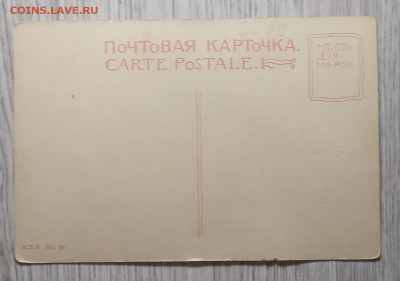 COINS.LAVE.RU
ПОЧТОВАЯ КАРТОЧКА.
CARTE POSTALE.
МѢСТО
ДЛЯ
МАРКИ